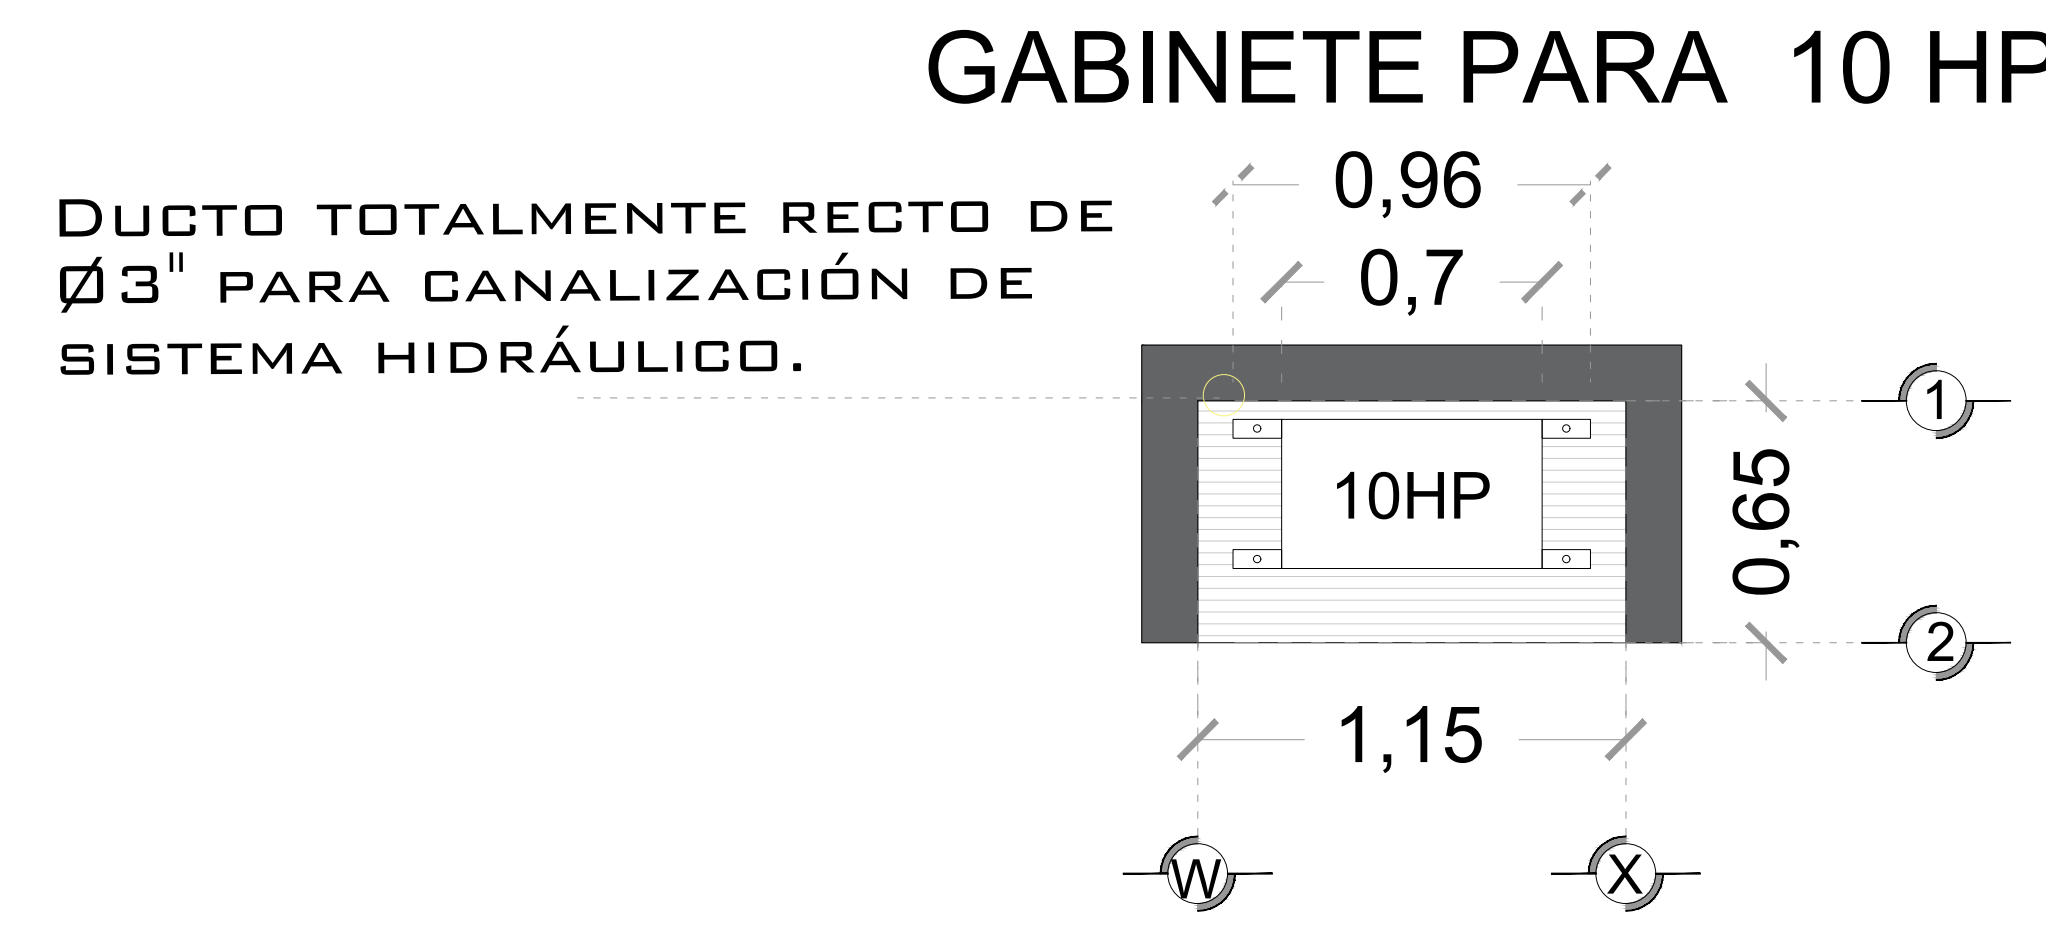 GABINETE PARA 10 HP
DUCTO TOTALMENTE RECTO DE
Ø3" PARA CANALIZACIÓN DE
SISTEMA HIDRÁULICO.
0,96
0,7
10HP
1
0,65
2
1,15
W
X